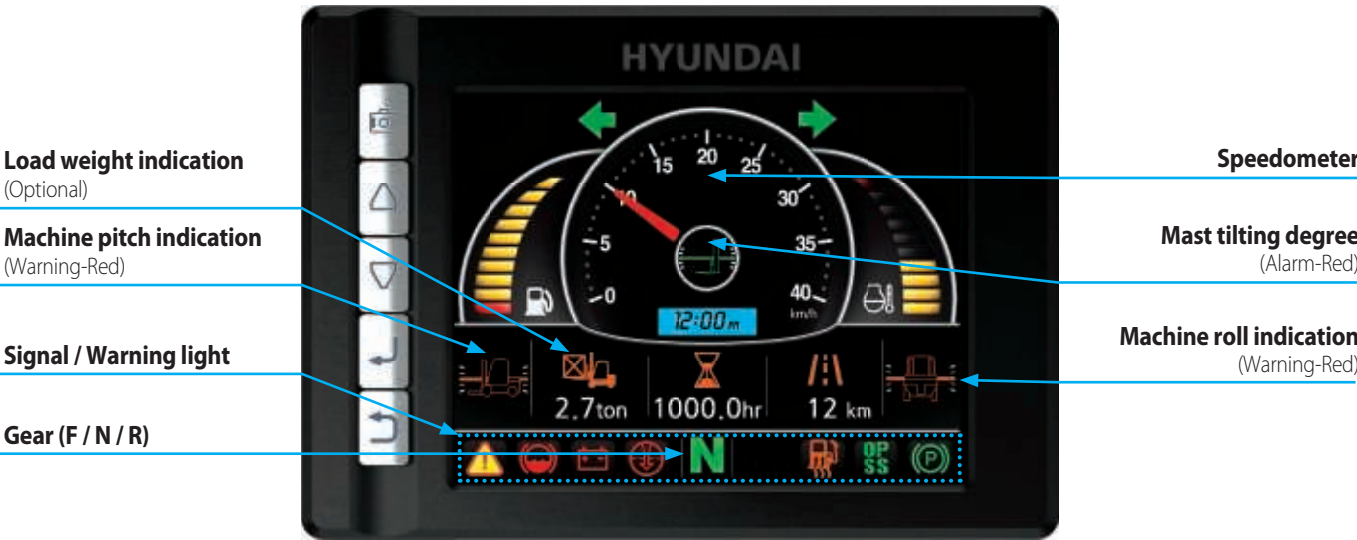 HYUNDAI
Load weight indication
(Optional)
Machine pitch indication
(Warning-Red)
Signal / Warning light
Gear (F / N / R)
0
5
10
15
20
25
30
35
40
km/h
12:00m
2.7ton
1000.0hr
12 km
N
OP
SS
P
Speedometer
Mast tilting degree
(Alarm-Red)
Machine roll indication
(Warning-Red)